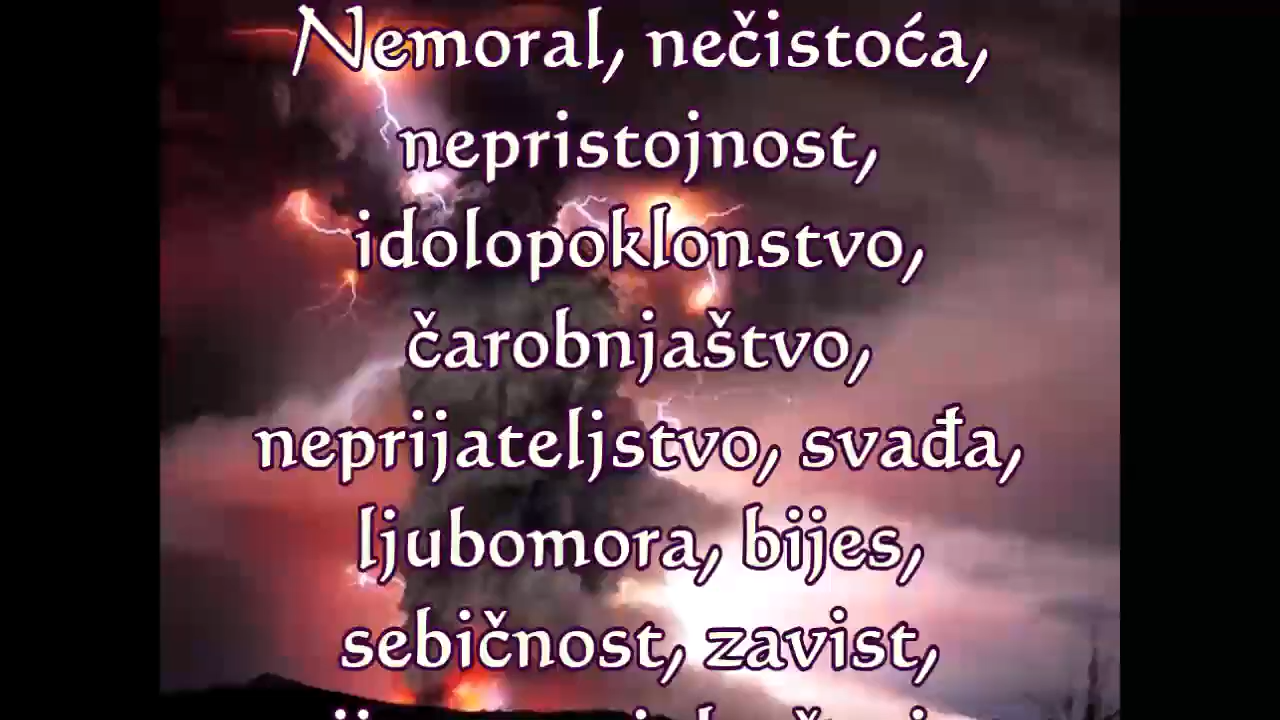 Nemoral, nečistoća,
nepristojnost,
idolopoklonstvo,
čarobnjaštvo,
neprijateljstvo, svađa,
ljubomora, bijes,
sebičnost, zavist,